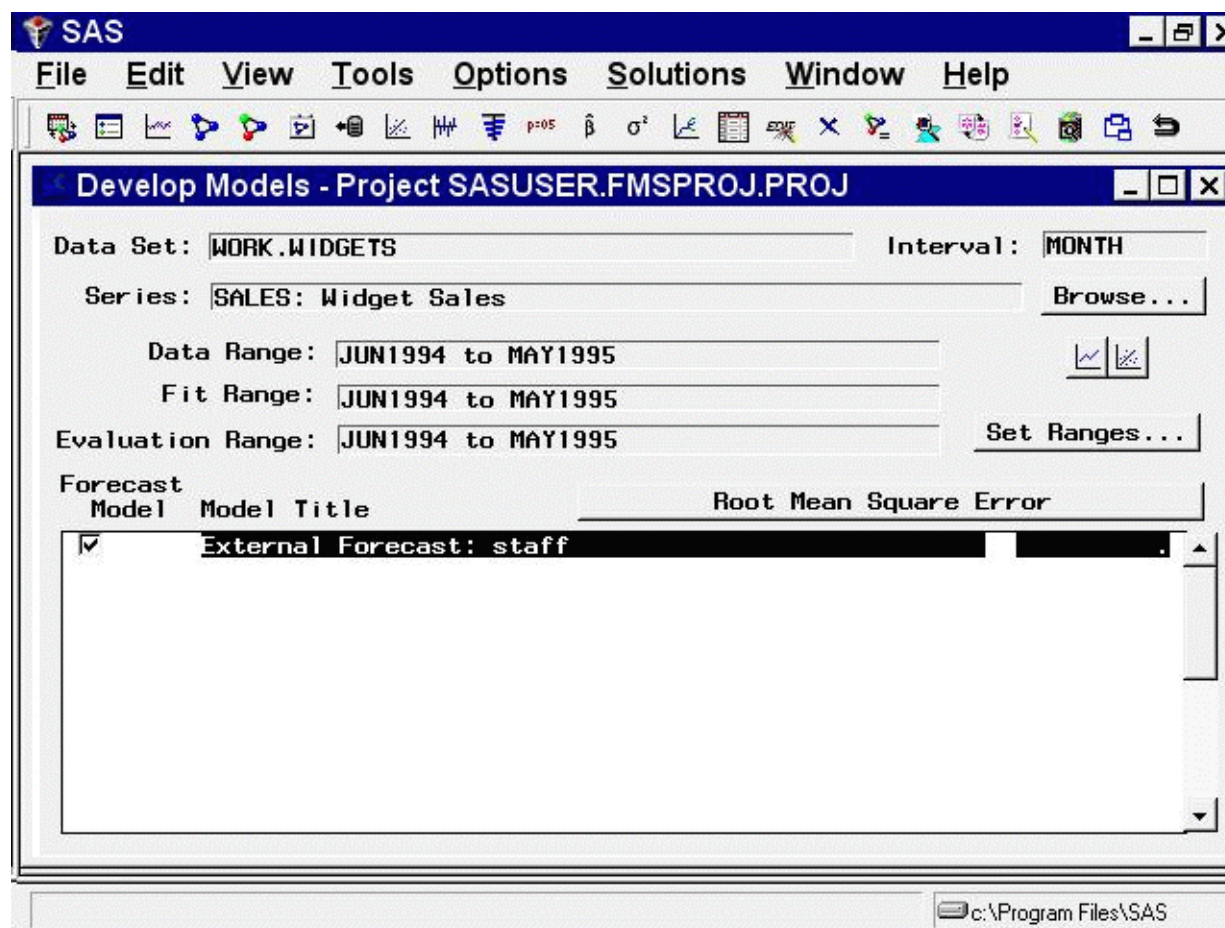 SAS
File Edit View Tools Options Solutions Window Help
p=05 β̂ σ² EDIT
Develop Models - Project SASUSER.FMSPROJ.PROJ
Data Set: WORK.WIDGETS Interval: MONTH
Series: SALES: Widget Sales Browse...
Data Range: JUN1994 to MAY1995
Fit Range: JUN1994 to MAY1995
Evaluation Range: JUN1994 to MAY1995 Set Ranges...
Forecast
Model Model Title Root Mean Square Error
External Forecast: staff .
c:\Program Files\SAS